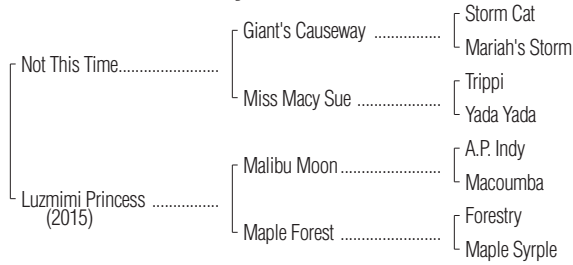 Storm Cat
Giant's Causeway ................
Mariah's Storm
Not This Time.......................
Trippi
Miss Macy Sue ...................
Yada Yada
A.P. Indy
Malibu Moon.......................
Macoumba
Luzmimi Princess ...............
(2015)
Forestry
Maple Forest .......................
Maple Syrple